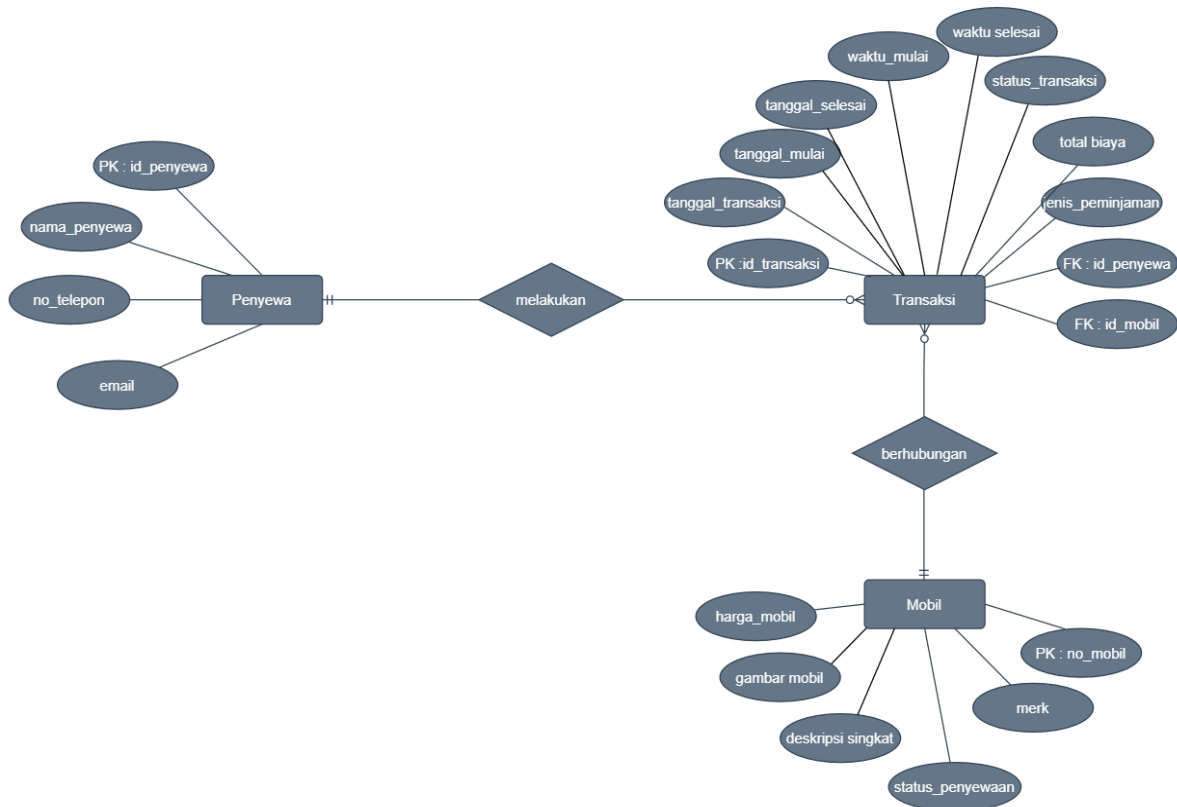 waktu selesai
waktu_mulai
status_transaksi
tanggal_selesai
total biaya
tanggal_mulai
PK : id_penyewa
tanggal_transaksi
jenis_peminjaman
nama_penyewa
PK :id_transaksi
FK : id_penyewa
no_telepon
Penyewa
melakukan
Transaksi
FK : id_mobil
email
berhubungan
Mobil
harga_mobil
PK : no_mobil
gambar mobil
merk
deskripsi singkat
status_penyewaan